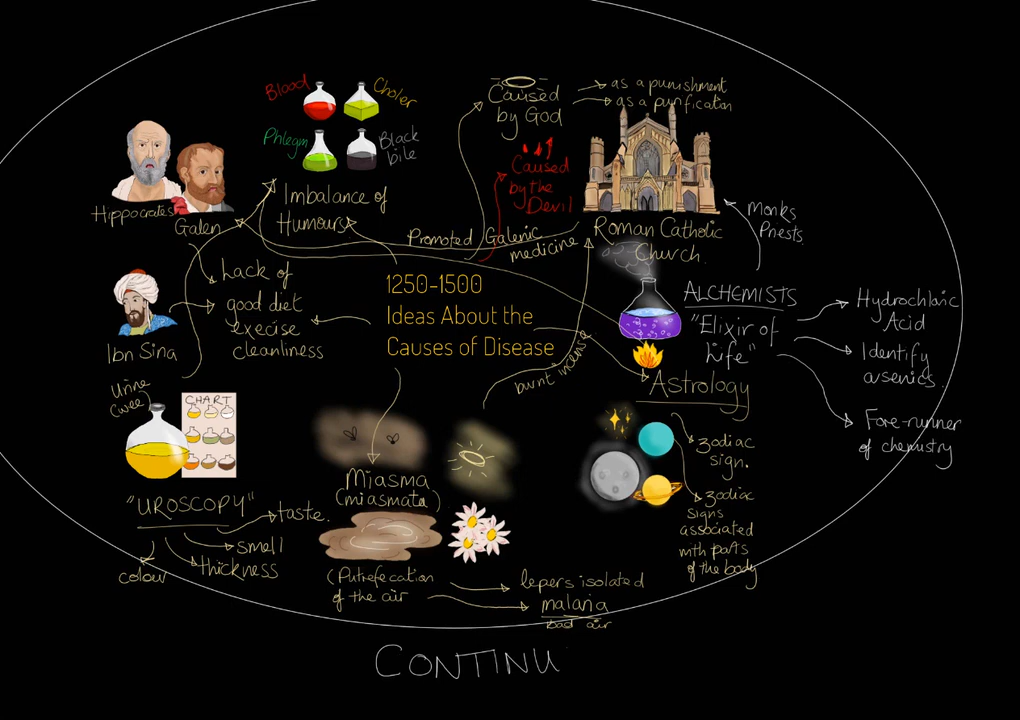 Blood
Choler
Phlegm
Black
bile
Caused
by God
as a punishment
as a purification
Caused
by the
Devil
Hippocrates
Galen
Imbalance of
Humours
Promoted Galenic
medicine
Roman Catholic
Church.
Monks
Priests
Lack of
good diet
execise
cleanliness
Ibn Sina
1250-1500
Ideas About the
Causes of Disease
burnt incense
ALCHEMISTS
"Elixir of
Life"
Hydrochloric
Acid
Identify
arsenics.
Fore-runner
of chemistry
Astrology
Zodiac
sign.
Zodiac
signs
associated
with parts
of the body
Urine
(wee)
CHART
"UROSCOPY"
taste.
smell
thickness
colour
Miasma
(miasmata)
(Putrefecation
of the air
lepers isolated
malaria
bad air
CONTINU